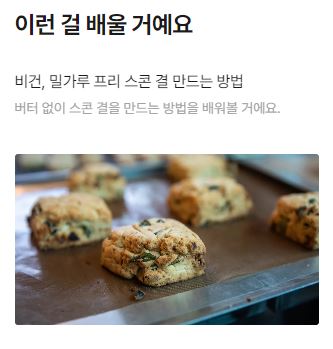 이런 걸 배울 거예요
비건, 밀가루 프리 스콘 결 만드는 방법
버터 없이 스콘 결을 만드는 방법을 배워볼 거에요.